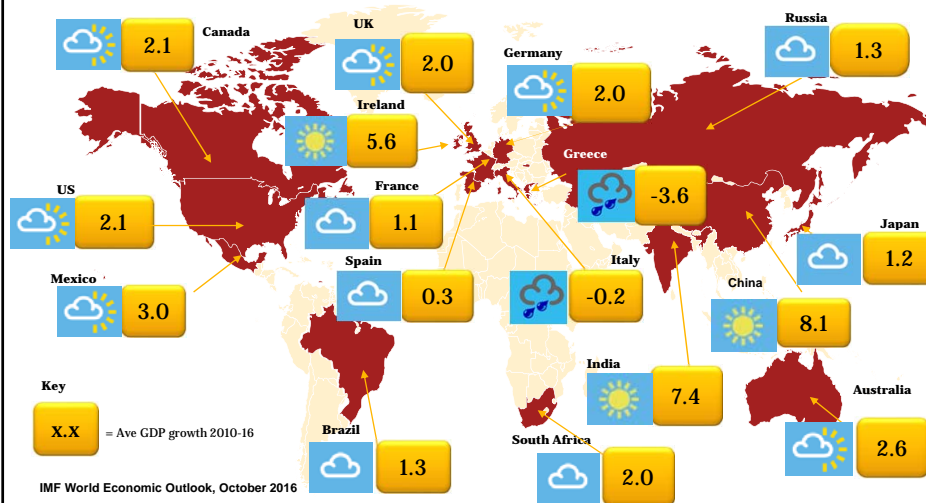 Canada
2.1
UK
2.0
Germany
2.0
Russia
1.3
Ireland
5.6
Greece
-3.6
US
2.1
France
1.1
Japan
1.2
Mexico
3.0
Spain
0.3
Italy
-0.2
China
8.1
India
7.4
Australia
2.6
Key
x.x
= Ave GDP growth 2010-16
Brazil
1.3
South Africa
2.0
IMF World Economic Outlook, October 2016